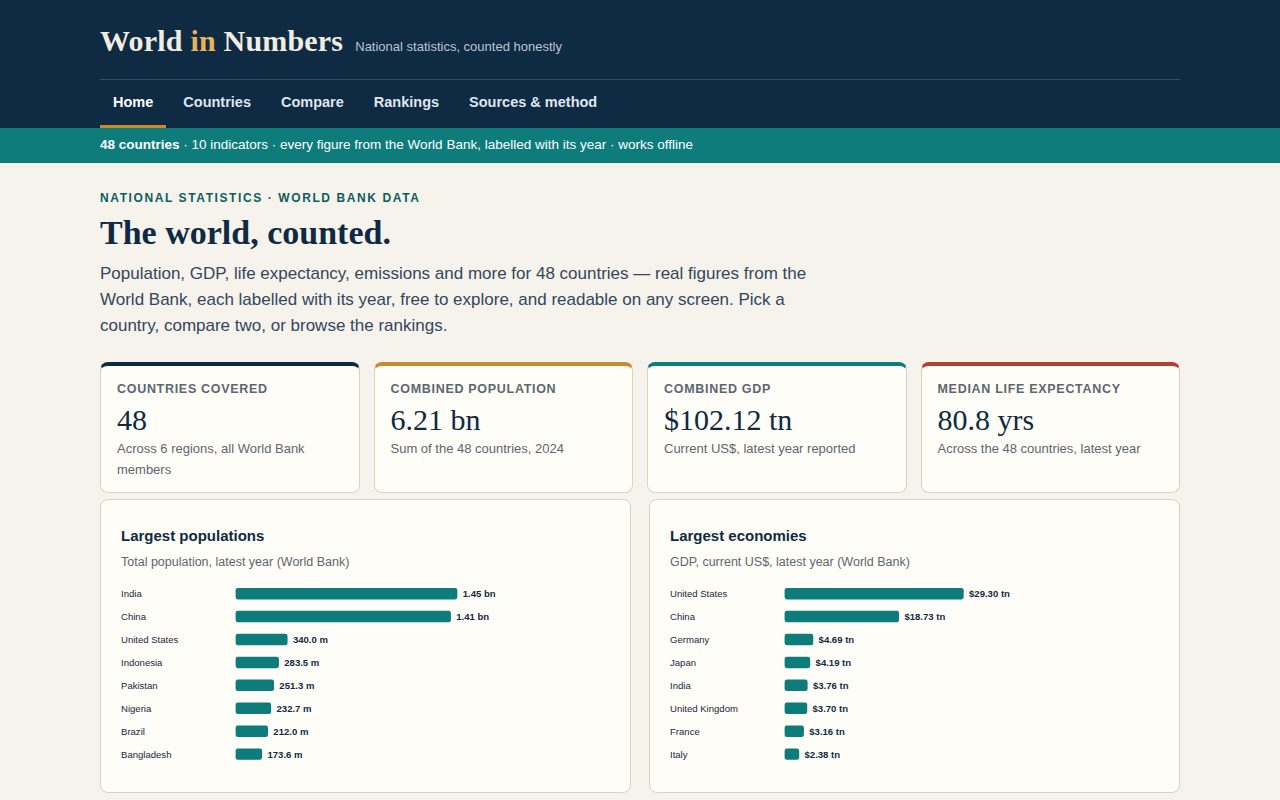 World in Numbers National statistics, counted honestly
Home Countries Compare Rankings Sources & method
48 countries · 10 indicators · every figure from the World Bank, labelled with its year · works offline
NATIONAL STATISTICS · WORLD BANK DATA
The world, counted.
Population, GDP, life expectancy, emissions and more for 48 countries — real figures from the
World Bank, each labelled with its year, free to explore, and readable on any screen. Pick a
country, compare two, or browse the rankings.
COUNTRIES COVERED
48
Across 6 regions, all World Bank
members
COMBINED POPULATION
6.21 bn
Sum of the 48 countries, 2024
COMBINED GDP
$102.12 tn
Current US$, latest year reported
MEDIAN LIFE EXPECTANCY
80.8 yrs
Across the 48 countries, latest year
Largest populations
Total population, latest year (World Bank)
India 1.45 bn
China 1.41 bn
United States 340.0 m
Indonesia 283.5 m
Pakistan 251.3 m
Nigeria 232.7 m
Brazil 212.0 m
Bangladesh 173.6 m
Largest economies
GDP, current US$, latest year (World Bank)
United States $29.30 tn
China $18.73 tn
Germany $4.69 tn
Japan $4.19 tn
India $3.76 tn
United Kingdom $3.70 tn
France $3.16 tn
Italy $2.38 tn